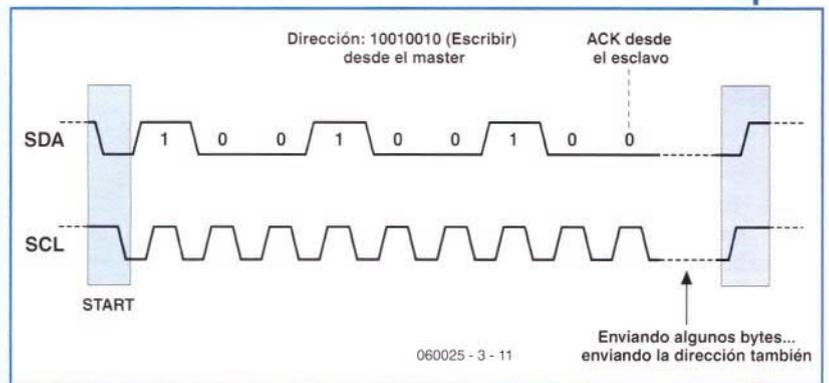 Dirección: 10010010 (Escribir)
desde el master
ACK desde
el esclavo
SDA
1 0 0 1 0 0 1 0 0
SCL
START
Enviando algunos bytes...
enviando la dirección también
060025 - 3 - 11